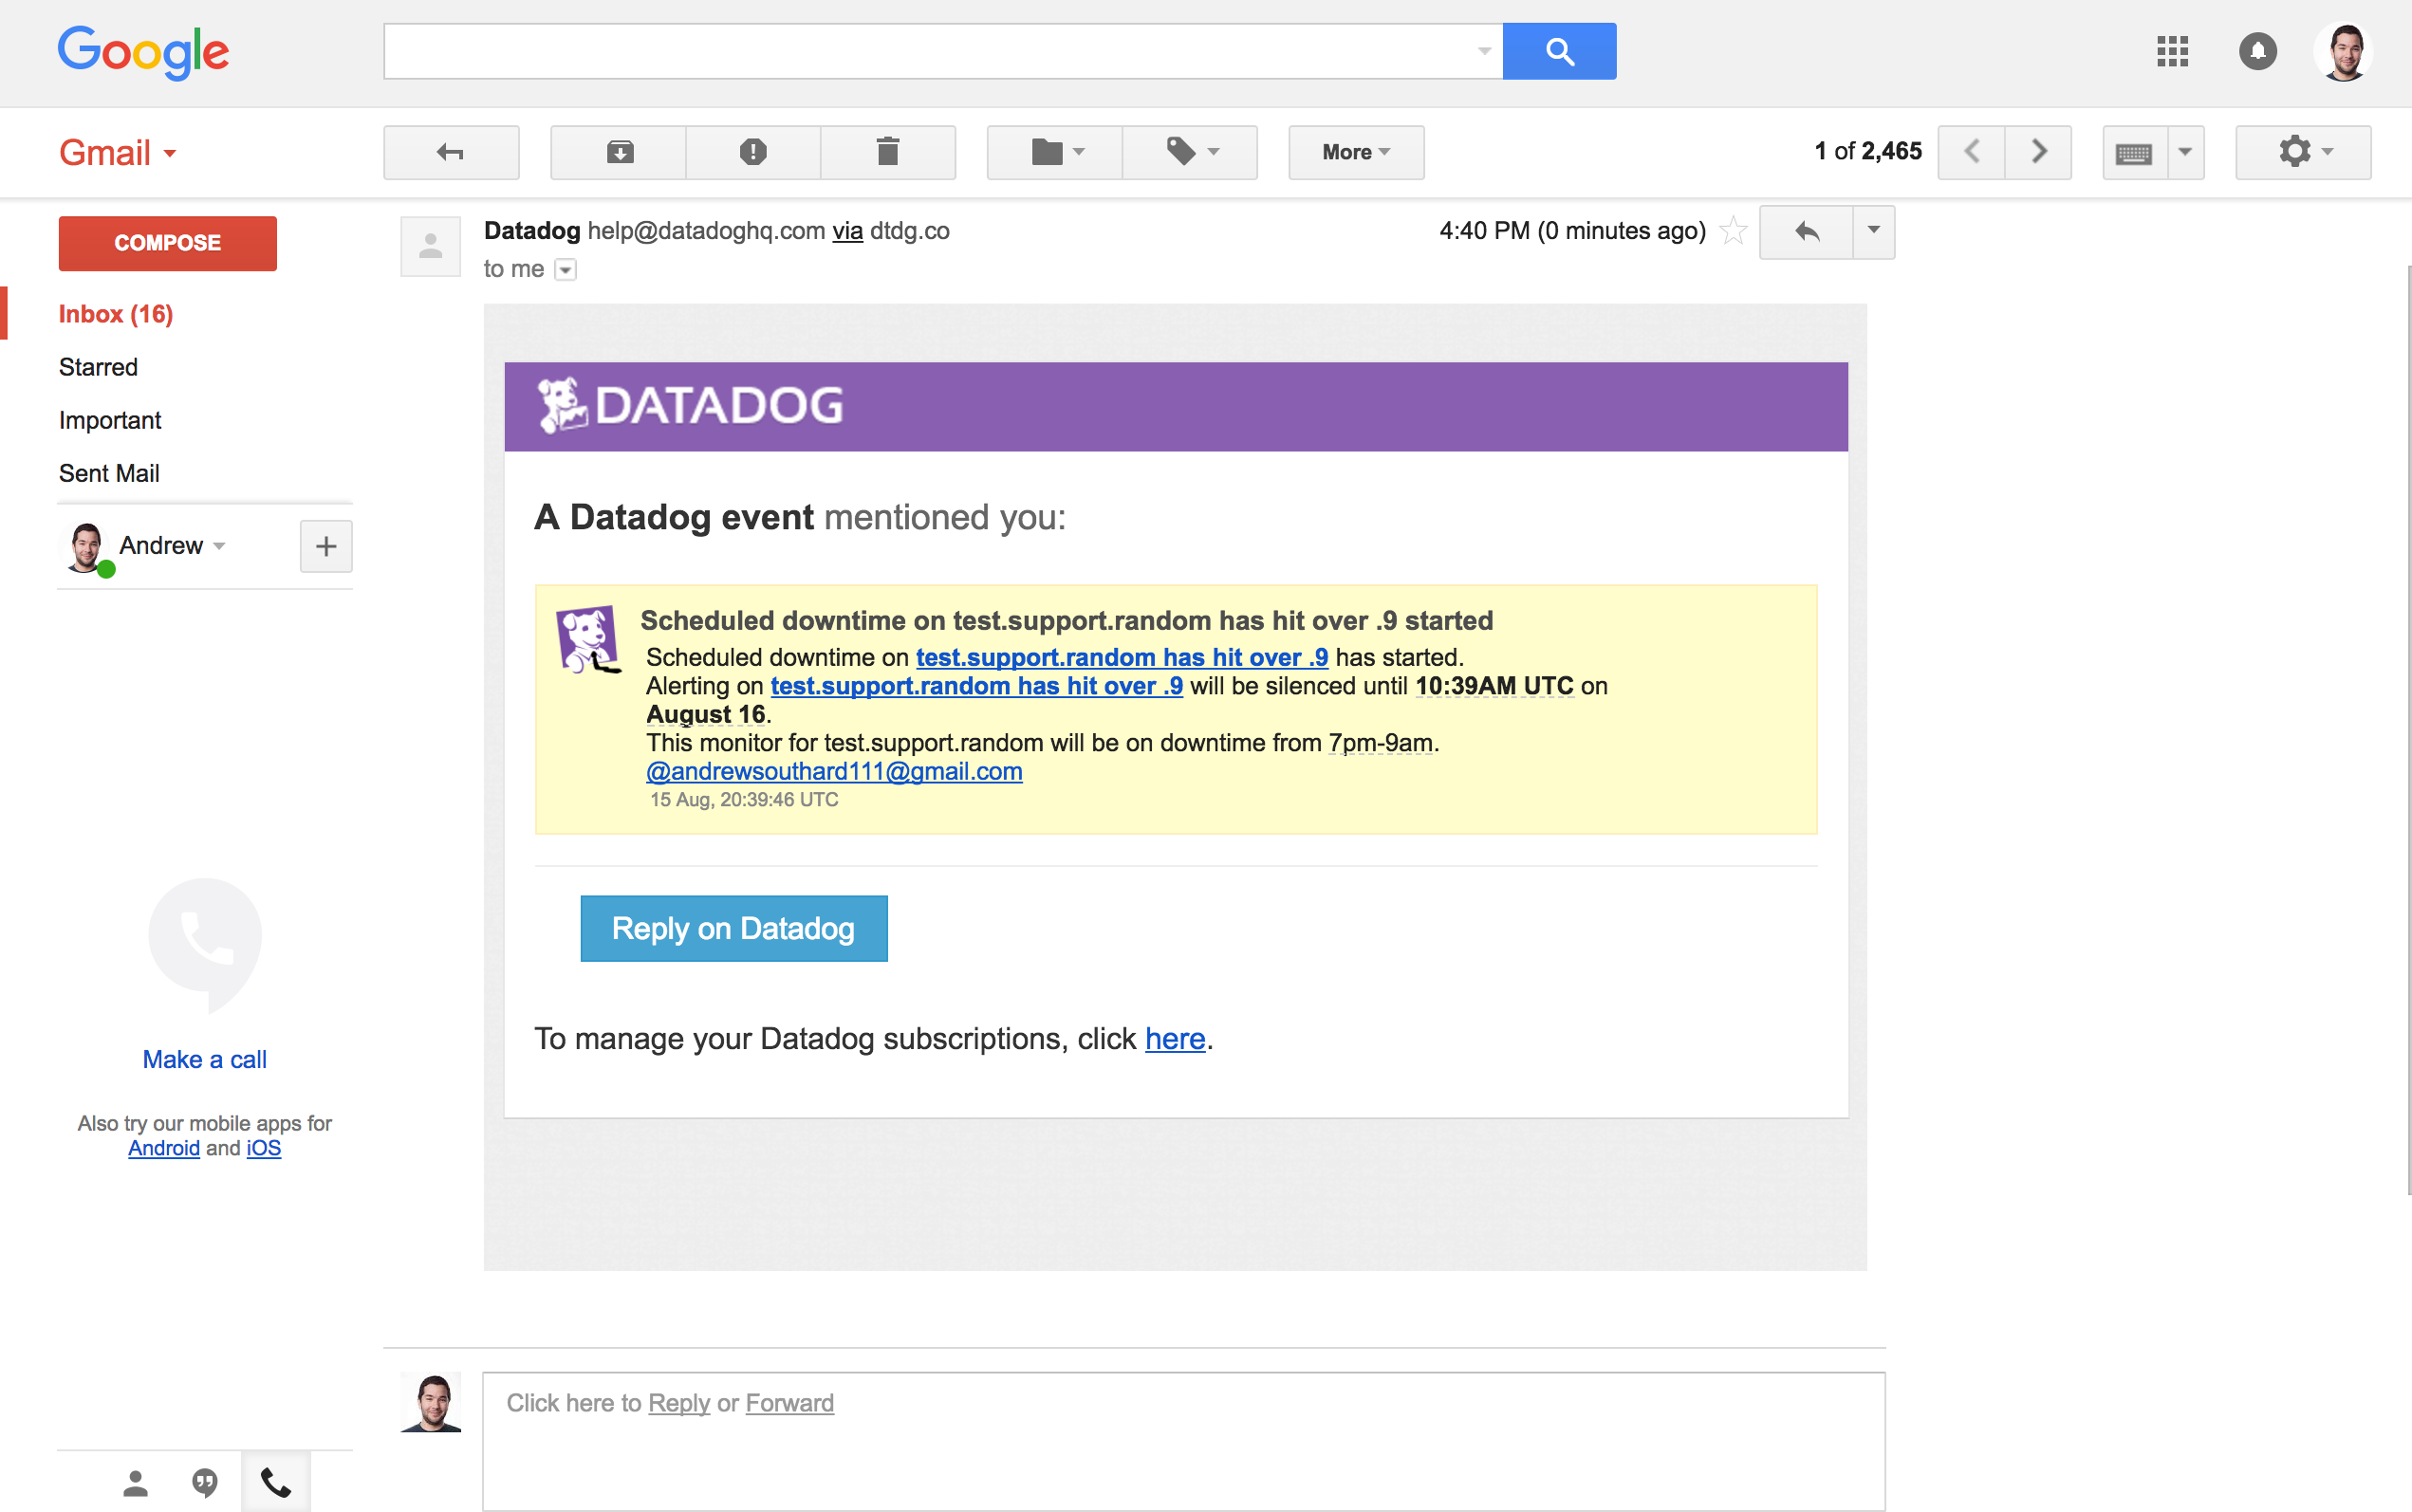 Google
Gmail
More
1 of 2,465
COMPOSE
Inbox (16)
Starred
Important
Sent Mail
Andrew
Make a call
Also try our mobile apps for
Android and iOS
Datadog help@datadoghq.com via dtdg.co
4:40 PM (0 minutes ago)
to me
DATADOG
A Datadog event mentioned you:
Scheduled downtime on test.support.random has hit over .9 started
Scheduled downtime on test.support.random has hit over .9 has started.
Alerting on test.support.random has hit over .9 will be silenced until 10:39AM UTC on
August 16.
This monitor for test.support.random will be on downtime from 7pm-9am.
@andrewsouthard111@gmail.com
15 Aug, 20:39:46 UTC
Reply on Datadog
To manage your Datadog subscriptions, click here.
Click here to Reply or Forward